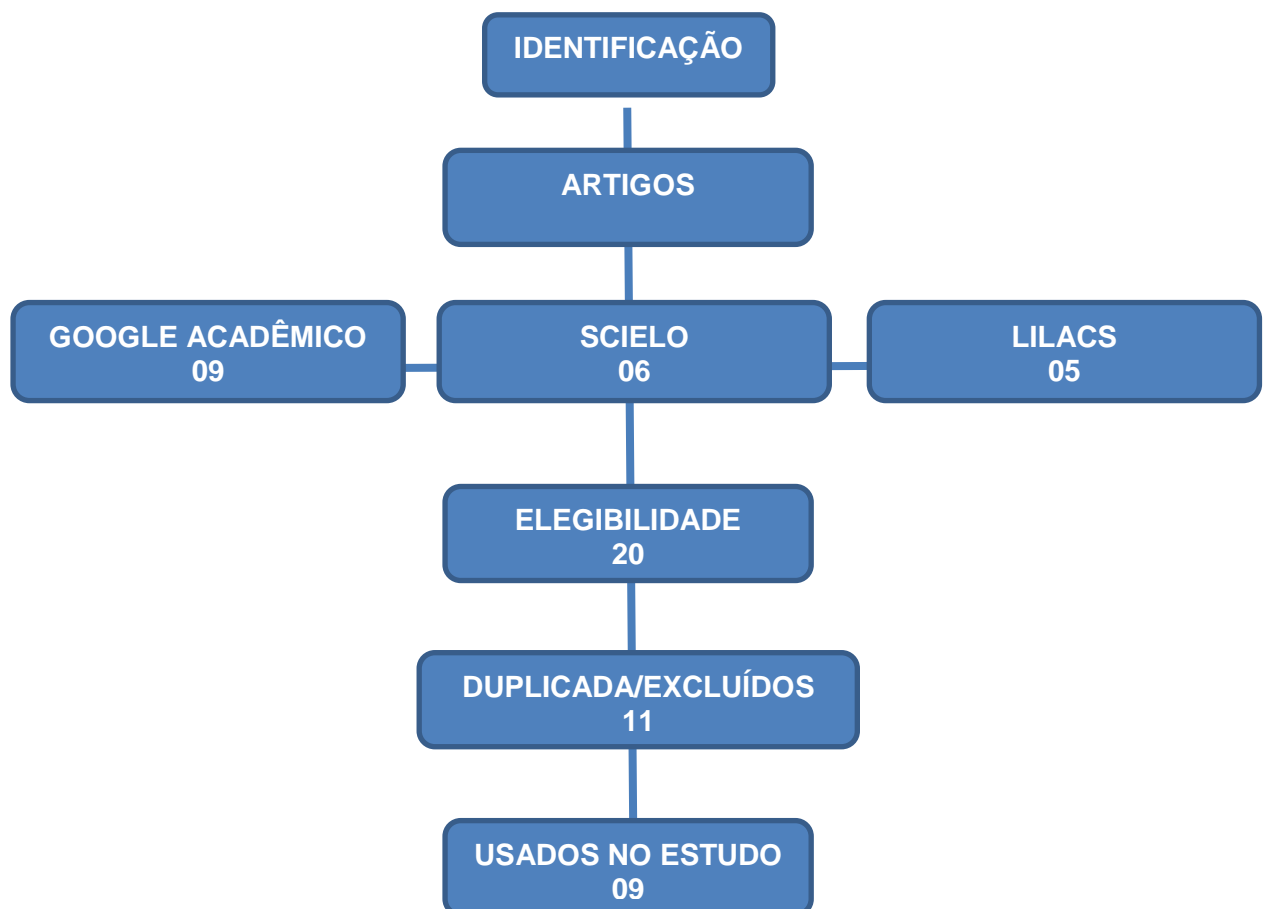 IDENTIFICAÇÃO
ARTIGOS
GOOGLE ACADÊMICO
09
SCIELO
06
LILACS
05
ELEGIBILIDADE
20
DUPLICADA/EXCLUÍDOS
11
USADOS NO ESTUDO
09